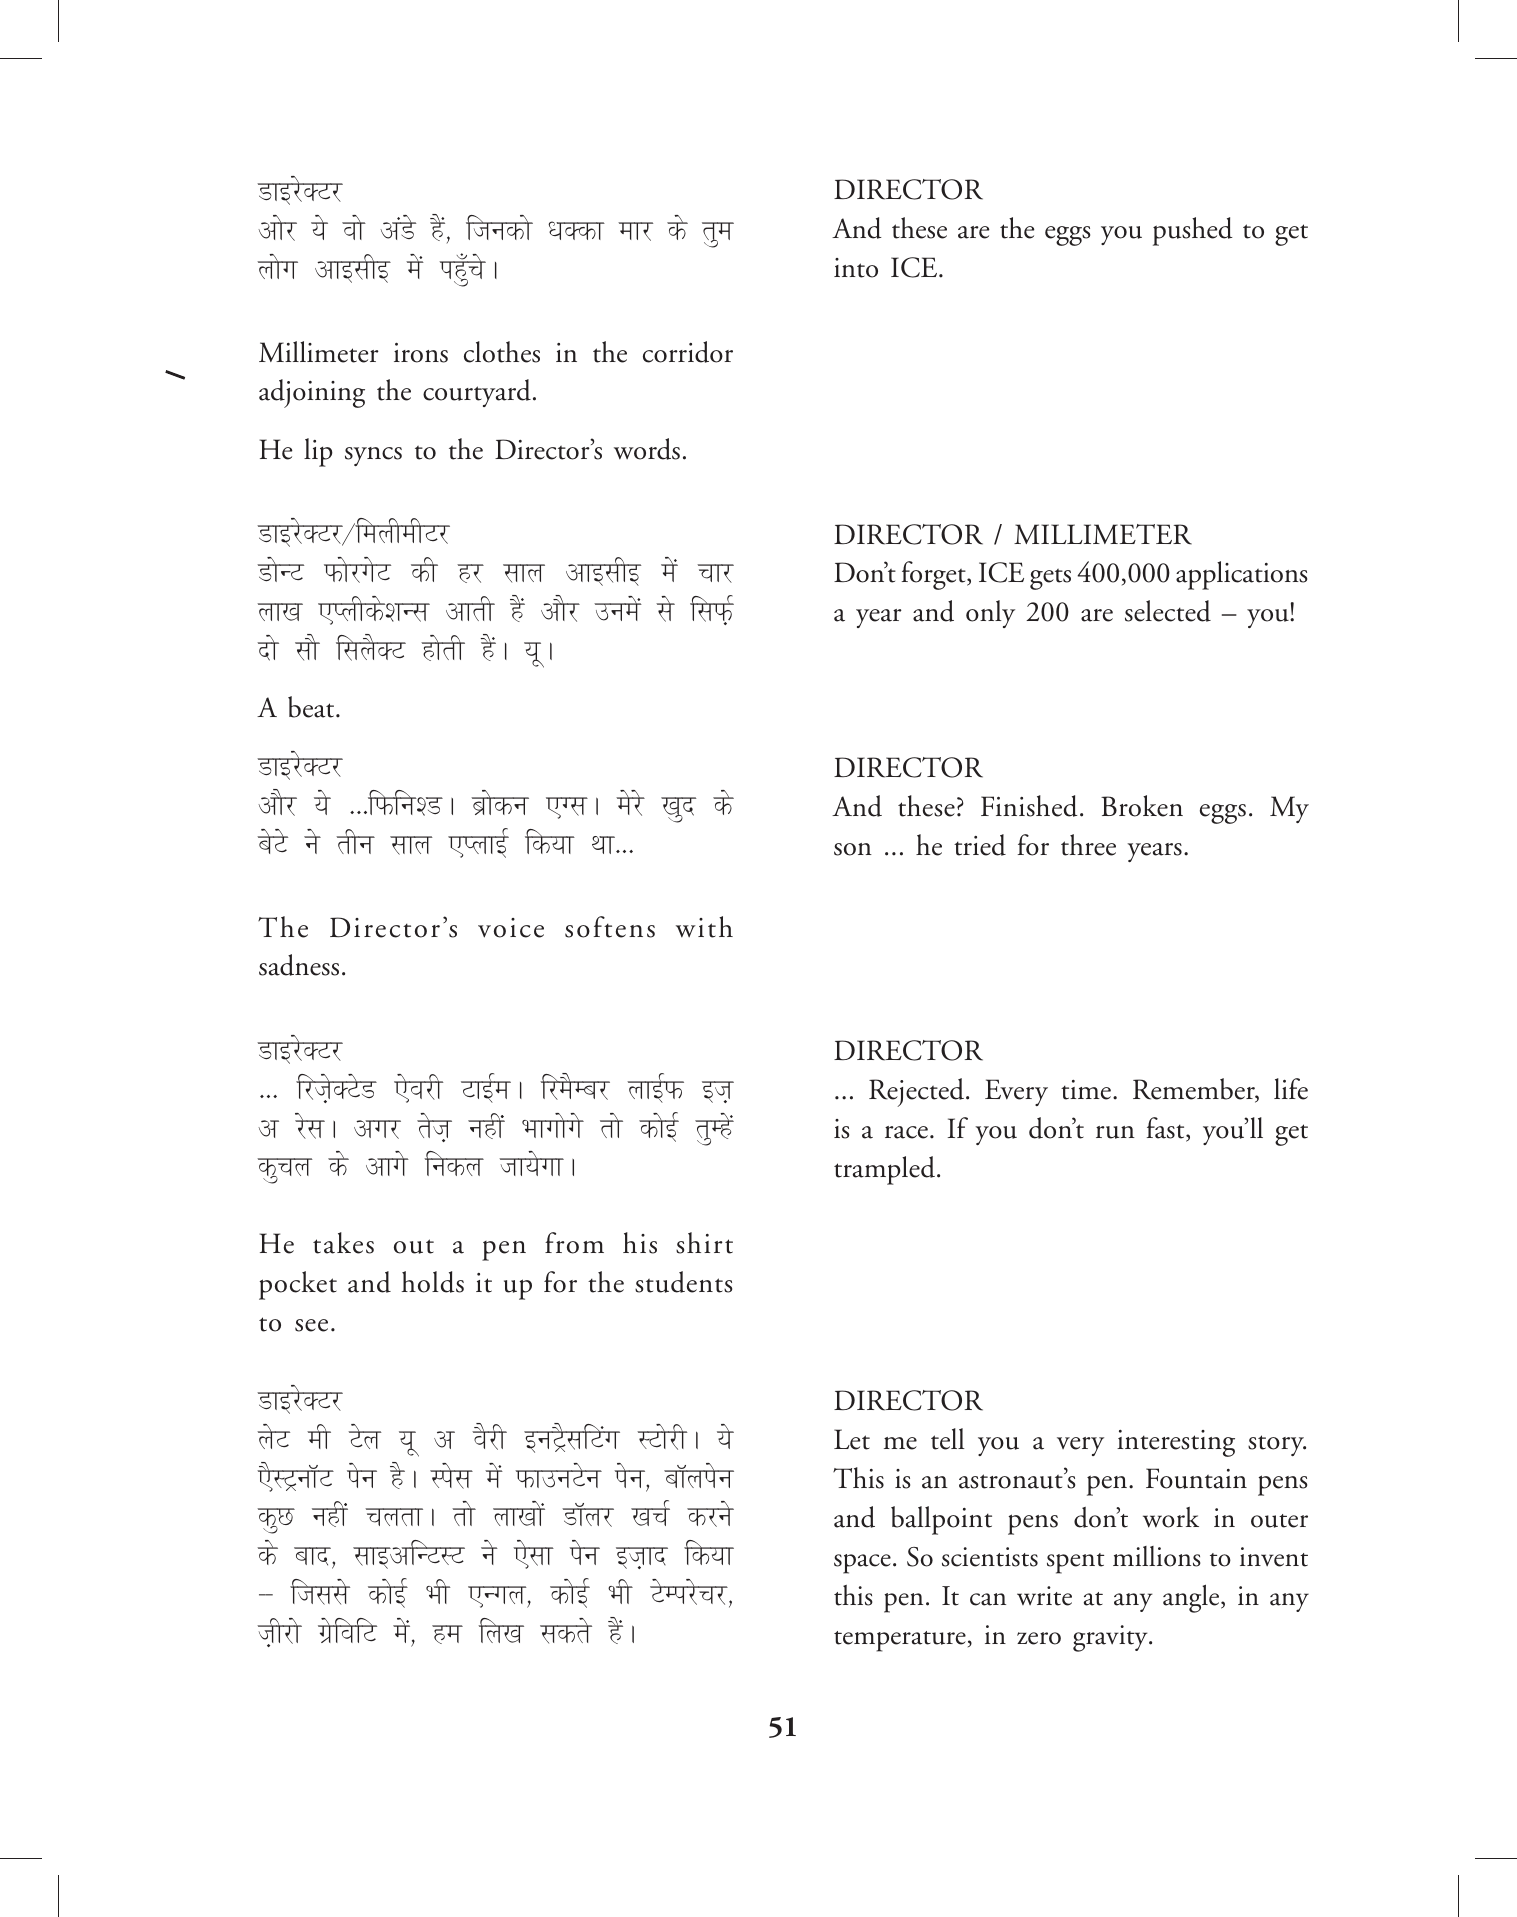 डाइरेक्टर
ओर ये वो अंडे हैं, जिनको धक्का मार के तुम
लोग आइसीइ में पहुँचे।
DIRECTOR
And these are the eggs you pushed to get
into ICE.
Millimeter irons clothes in the corridor
adjoining the courtyard.
He lip syncs to the Director's words.
डाइरेक्टर/मिलीमीटर
डोन्ट फोरगेट की हर साल आइसीइ में चार
लाख एप्लीकेशन्स आती हैं और उनमें से सिर्फ़
दो सौ सिलैक्ट होती हैं। यू।
DIRECTOR / MILLIMETER
Don't forget, ICE gets 400,000 applications
a year and only 200 are selected – you!
A beat.
डाइरेक्टर
और ये ...फिनिश्ड। ब्रोकन एग्स। मेरे खुद के
बेटे ने तीन साल एप्लाई किया था...
DIRECTOR
And these? Finished. Broken eggs. My
son ... he tried for three years.
The Director's voice softens with
sadness.
डाइरेक्टर
... रिज़ेक्टेड ऐवरी टाईम। रिमैम्बर लाईफ इज़
अ रेस। अगर तेज़ नहीं भागोगे तो कोई तुम्हें
कुचल के आगे निकल जायेगा।
DIRECTOR
... Rejected. Every time. Remember, life
is a race. If you don't run fast, you'll get
trampled.
He takes out a pen from his shirt
pocket and holds it up for the students
to see.
डाइरेक्टर
लेट मी टेल यू अ वैरी इनट्रैसटिंग स्टोरी। ये
एैस्ट्रनॉट पेन है। स्पेस में फाउनटेन पेन, बॉलपेन
कुछ नहीं चलता। तो लाखों डॉलर खर्च करने
के बाद, साइअन्टिस्ट ने ऐसा पेन इज़ाद किया
– जिससे कोई भी एन्गल, कोई भी टेम्परेचर,
ज़ीरो ग्रेविटि में, हम लिख सकते हैं।
DIRECTOR
Let me tell you a very interesting story.
This is an astronaut's pen. Fountain pens
and ballpoint pens don't work in outer
space. So scientists spent millions to invent
this pen. It can write at any angle, in any
temperature, in zero gravity.
51